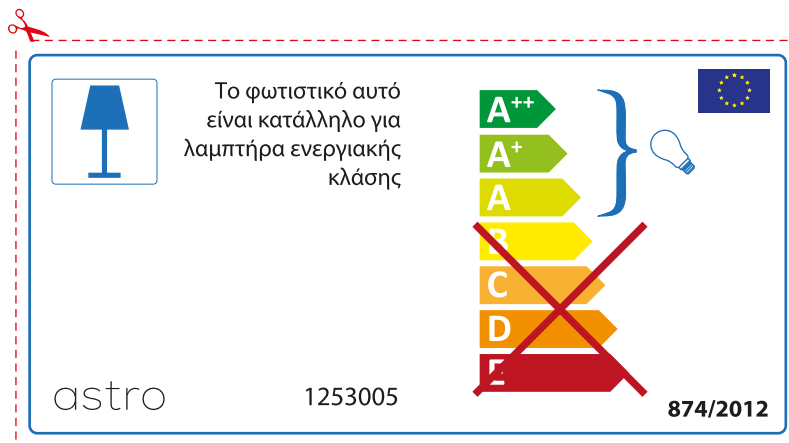 Το φωτιστικό αυτό
είναι κατάλληλο για
λαμπτήρα ενεργιακής
κλάσης
A++
A+
A
B
C
D
E
astro
1253005
874/2012